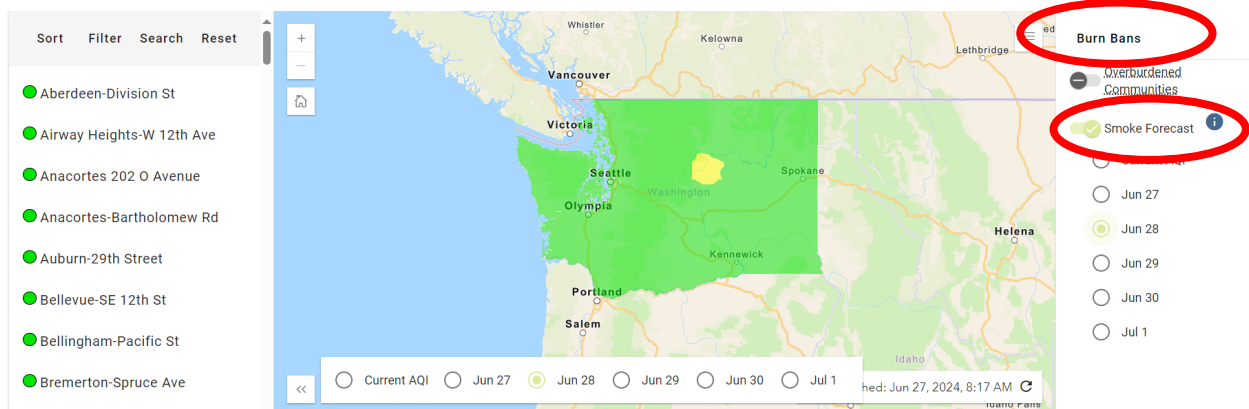 Sort Filter Search Reset
Aberdeen-Division St
Airway Heights-W 12th Ave
Anacortes 202 O Avenue
Anacortes-Bartholomew Rd
Auburn-29th Street
Bellevue-SE 12th St
Bellingham-Pacific St
Bremerton-Spruce Ave
Whistler
Kelowna
Lethbridge
Vancouver
Victoria
Seattle
Spokane
Washington
Olympia
Helena
Kennewick
Portland
Salem
Idaho
Idaho Falls
Current AQI Jun 27 Jun 28 Jun 29 Jun 30 Jul 1
hed: Jun 27, 2024, 8:17 AM
Burn Bans
Overburdened
Communities
Smoke Forecast
Current AQI
Jun 27
Jun 28
Jun 29
Jun 30
Jul 1